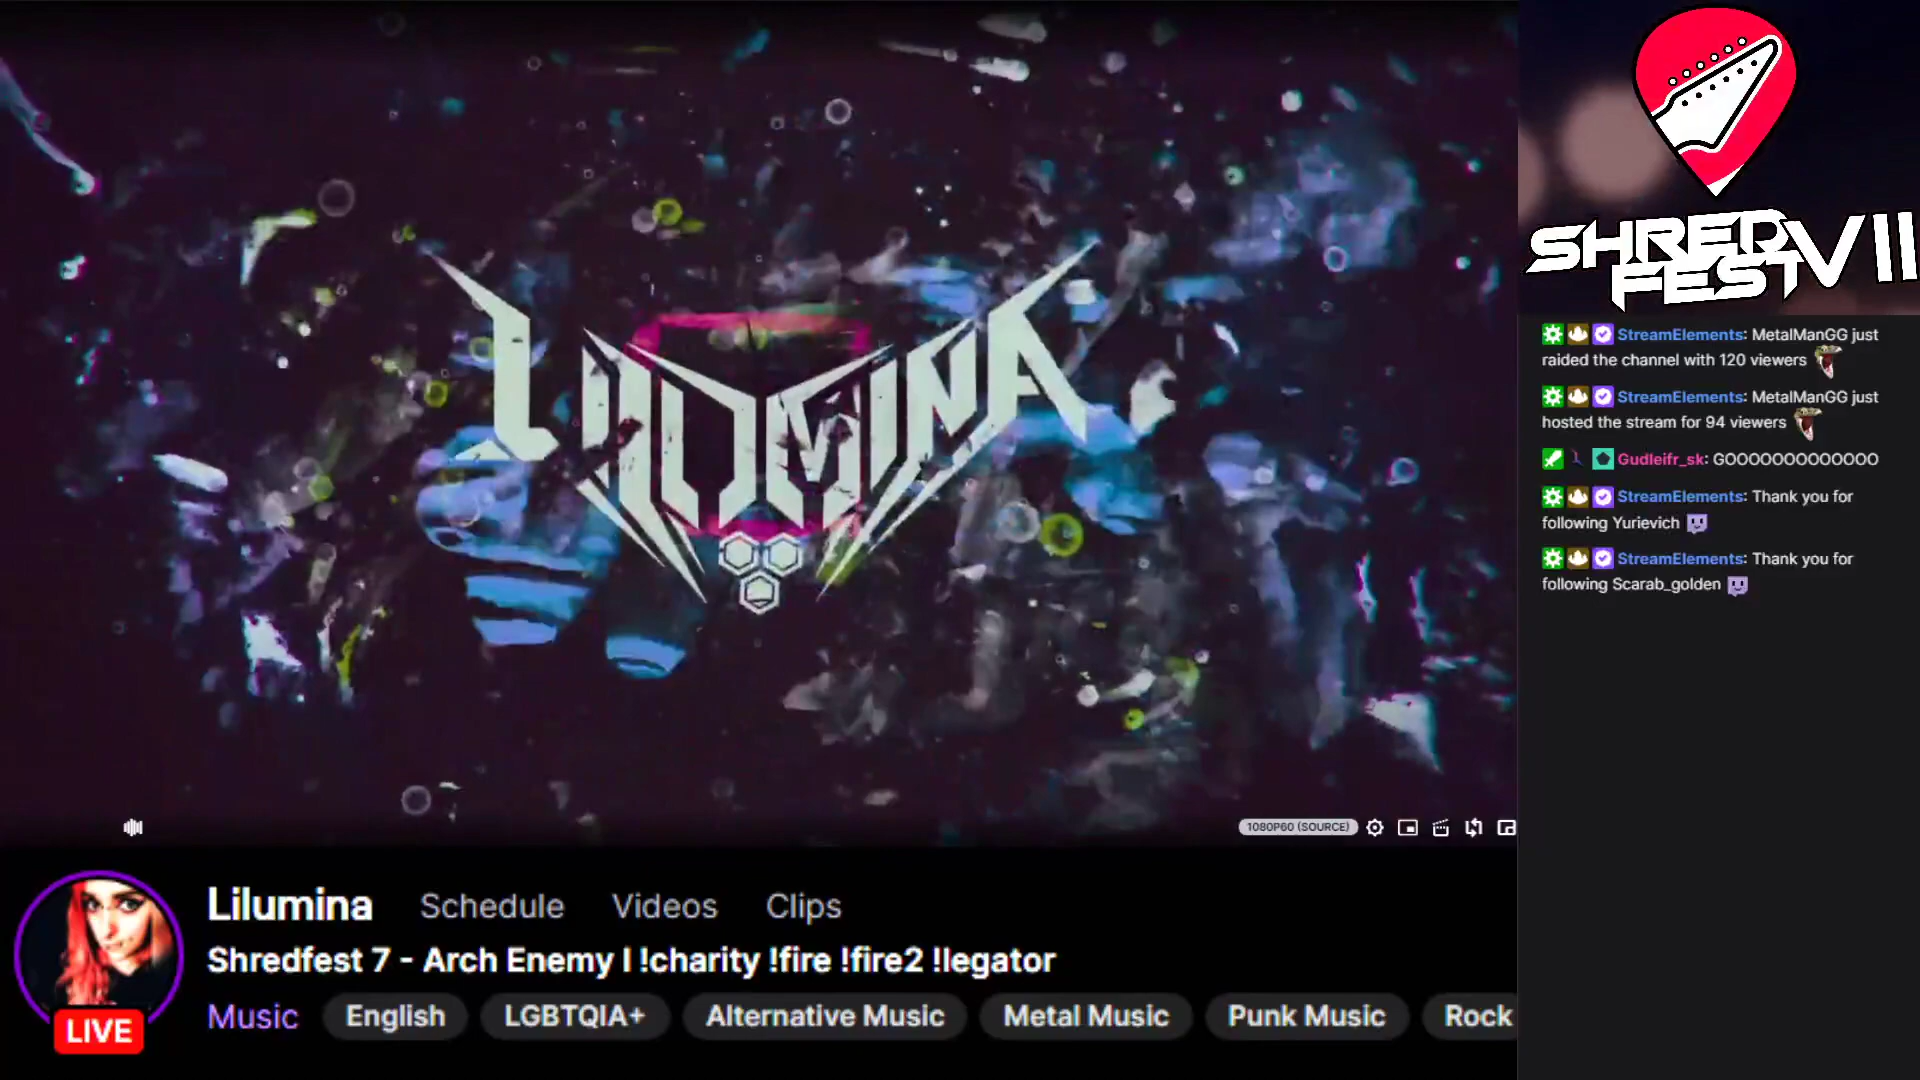 LILUMINA
1080P60 (SOURCE)
Lilumina
Schedule
Videos
Clips
Shredfest 7 - Arch Enemy I !charity !fire !fire2 !legator
Music
English
LGBTQIA+
Alternative Music
Metal Music
Punk Music
Rock
LIVE
SHRED VII
FEST
StreamElements: MetalManGG just
raided the channel with 120 viewers
StreamElements: MetalManGG just
hosted the stream for 94 viewers
Gudleifr_sk: GOOOOOOOOOOOOO
StreamElements: Thank you for
following Yurievich
StreamElements: Thank you for
following Scarab_golden